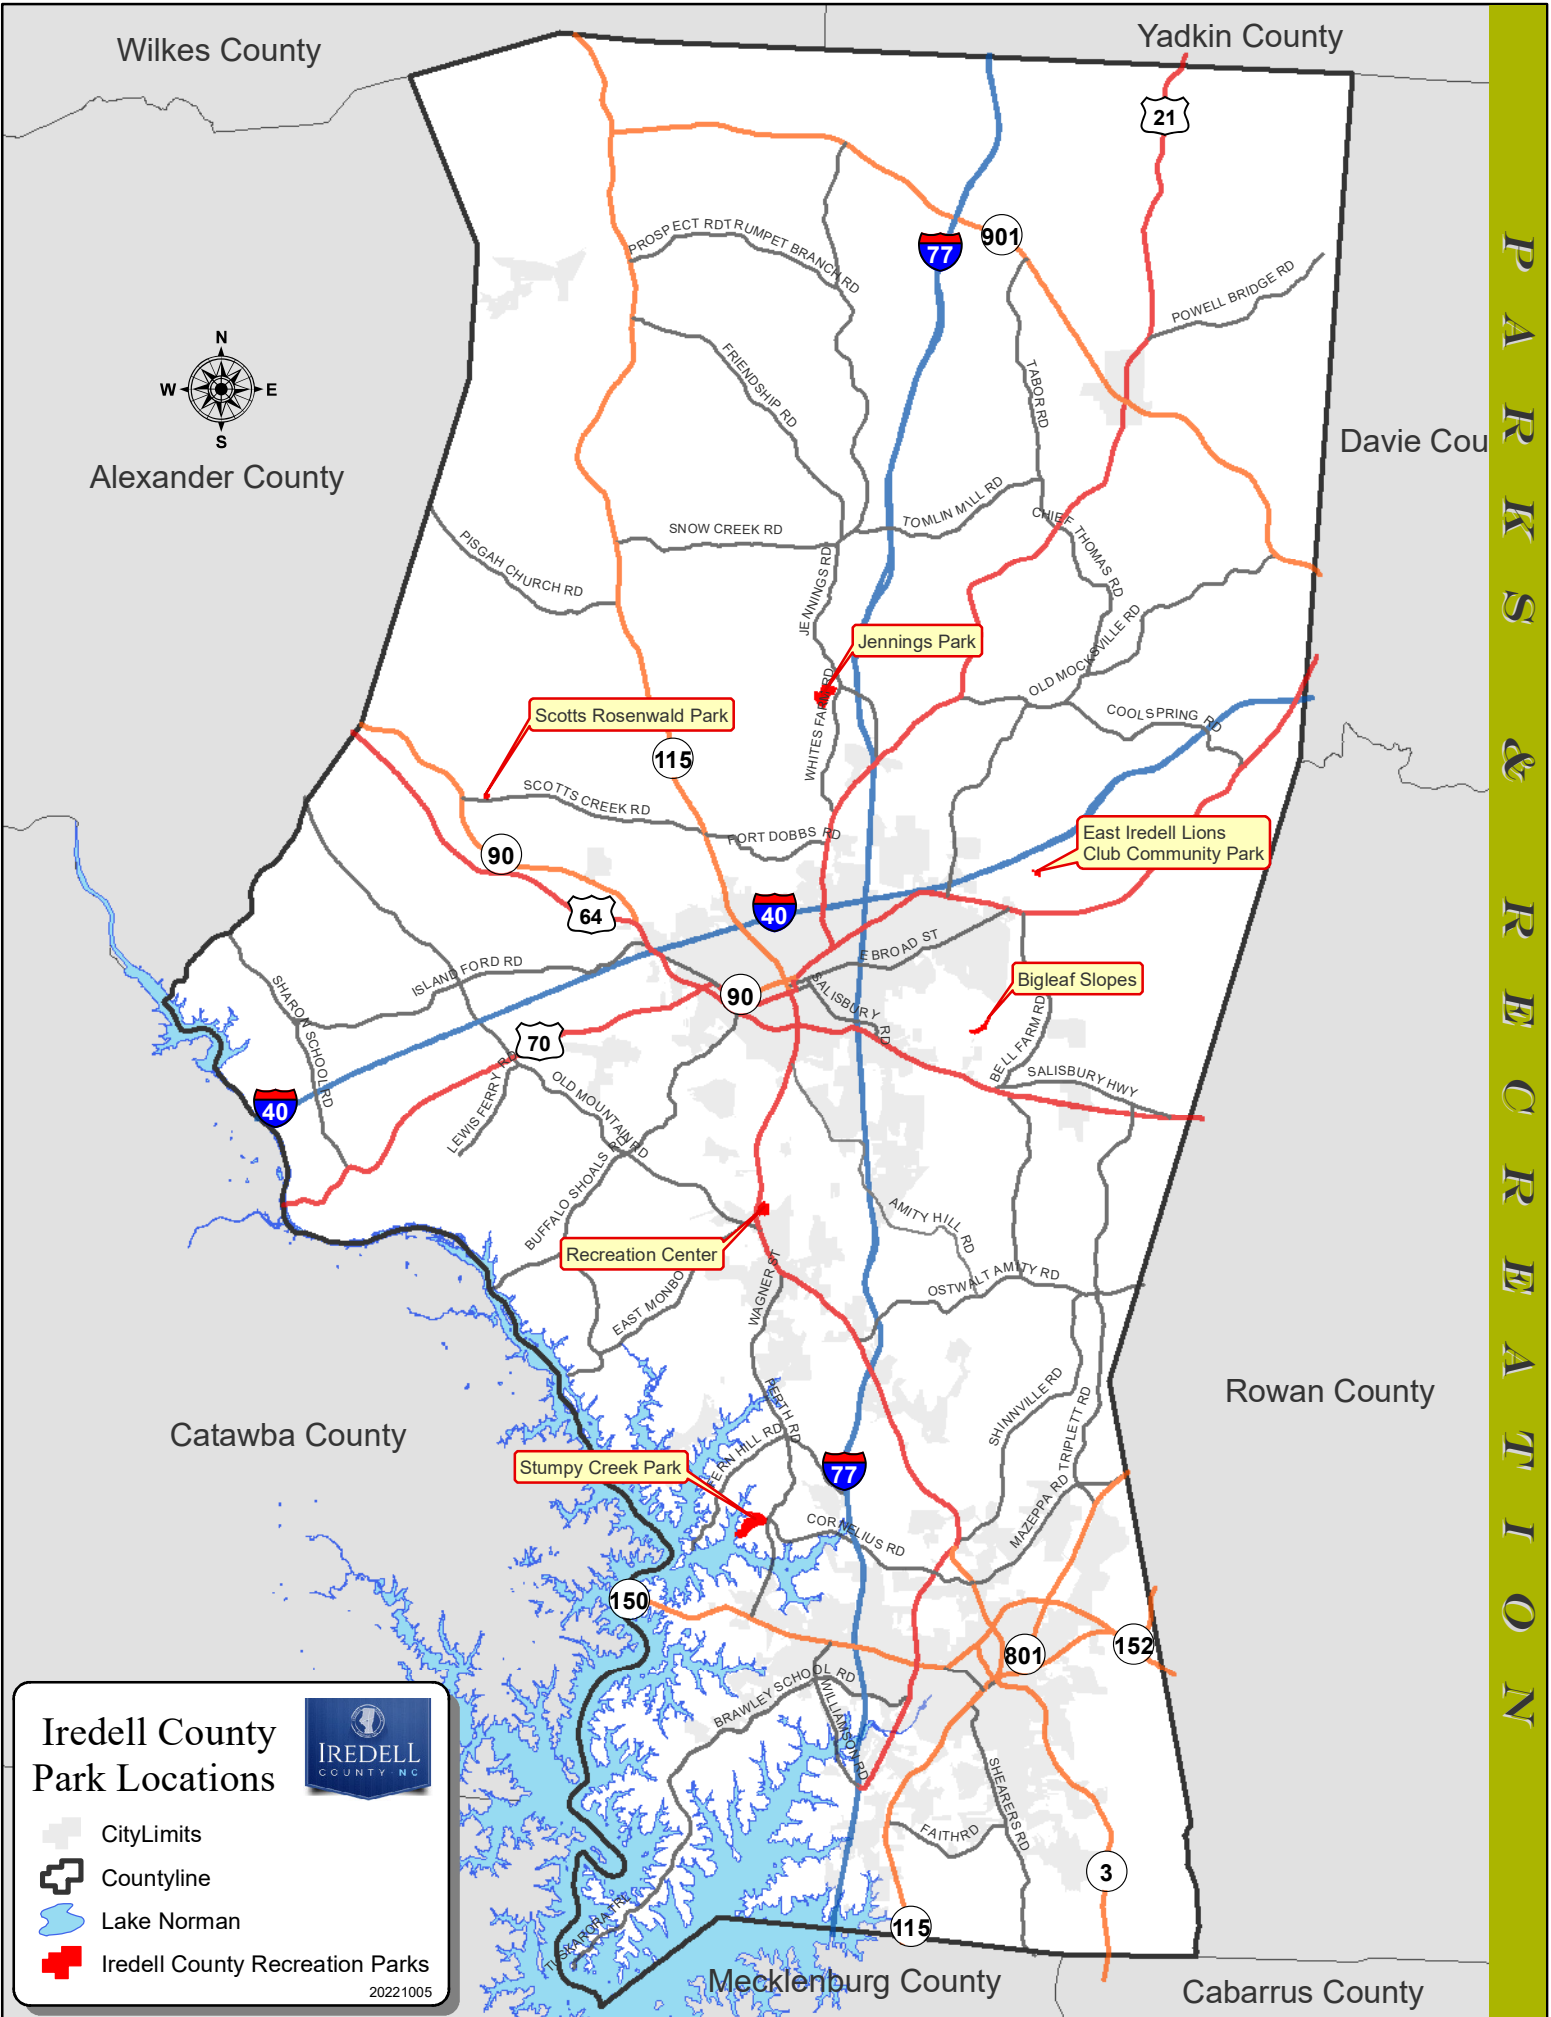 Wilkes County
Yadkin County
21
901
77
PROSPECT RD
TRUMPET BRANCH RD
POWELL BRIDGE RD
FRIENDSHIP RD
TABOR RD
N
W
E
S
Alexander County
Davie Cou
SNOW CREEK RD
TOMLIN MILL RD
CHIEF THOMAS RD
PISGAH CHURCH RD
JENNINGS RD
OLD MOCKSVILLE RD
Jennings Park
WHITES FARM RD
Scotts Rosenwald Park
COOL SPRING RD
115
SCOTTS CREEK RD
FORT DOBBS RD
East Iredell Lions
Club Community Park
90
64
40
E BROAD ST
ISLAND FORD RD
SHARON SCHOOL RD
90
SALISBURY RD
Bigleaf Slopes
BELL FARM RD
70
SALISBURY HWY
40
LEWIS FERRY RD
OLD MOUNTAIN RD
BUFFALO SHOALS RD
AMITY HILL RD
Recreation Center
WAGNER ST
EAST MONBO
OSTWALT AMITY RD
Rowan County
SHINNVILLE RD
TRIPLETT RD
PERTH RD
FERN HILL RD
Catawba County
Stumpy Creek Park
77
MAZEPPA RD
CORNELIUS RD
150
801
152
BRAWLEY SCHOOL RD
WILLIAMSON RD
SHEARERS RD
FAITH RD
3
115
TUSKARORA TRL
Mecklenburg County
Cabarrus County
Iredell County
Park Locations
IREDELL
COUNTY NC
CityLimits
Countyline
Lake Norman
Iredell County Recreation Parks
20221005
PARKS & RECREATION